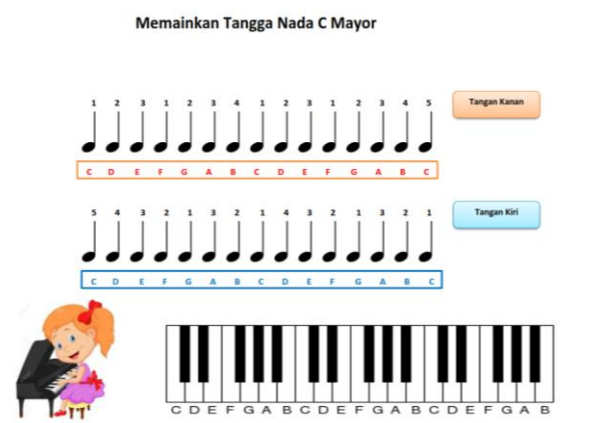 Memainkan Tangga Nada C Mayor
1 2 3 1 2 3 4 1 2 3 1 2 3 4 5
Tangan Kanan
C D E F G A B C D E F G A B C
5 4 3 2 1 3 2 1 4 3 2 1 3 2 1
Tangan Kiri
C D E F G A B C D E F G A B C
C D E F G A B C D E F G A B C D E F G A B